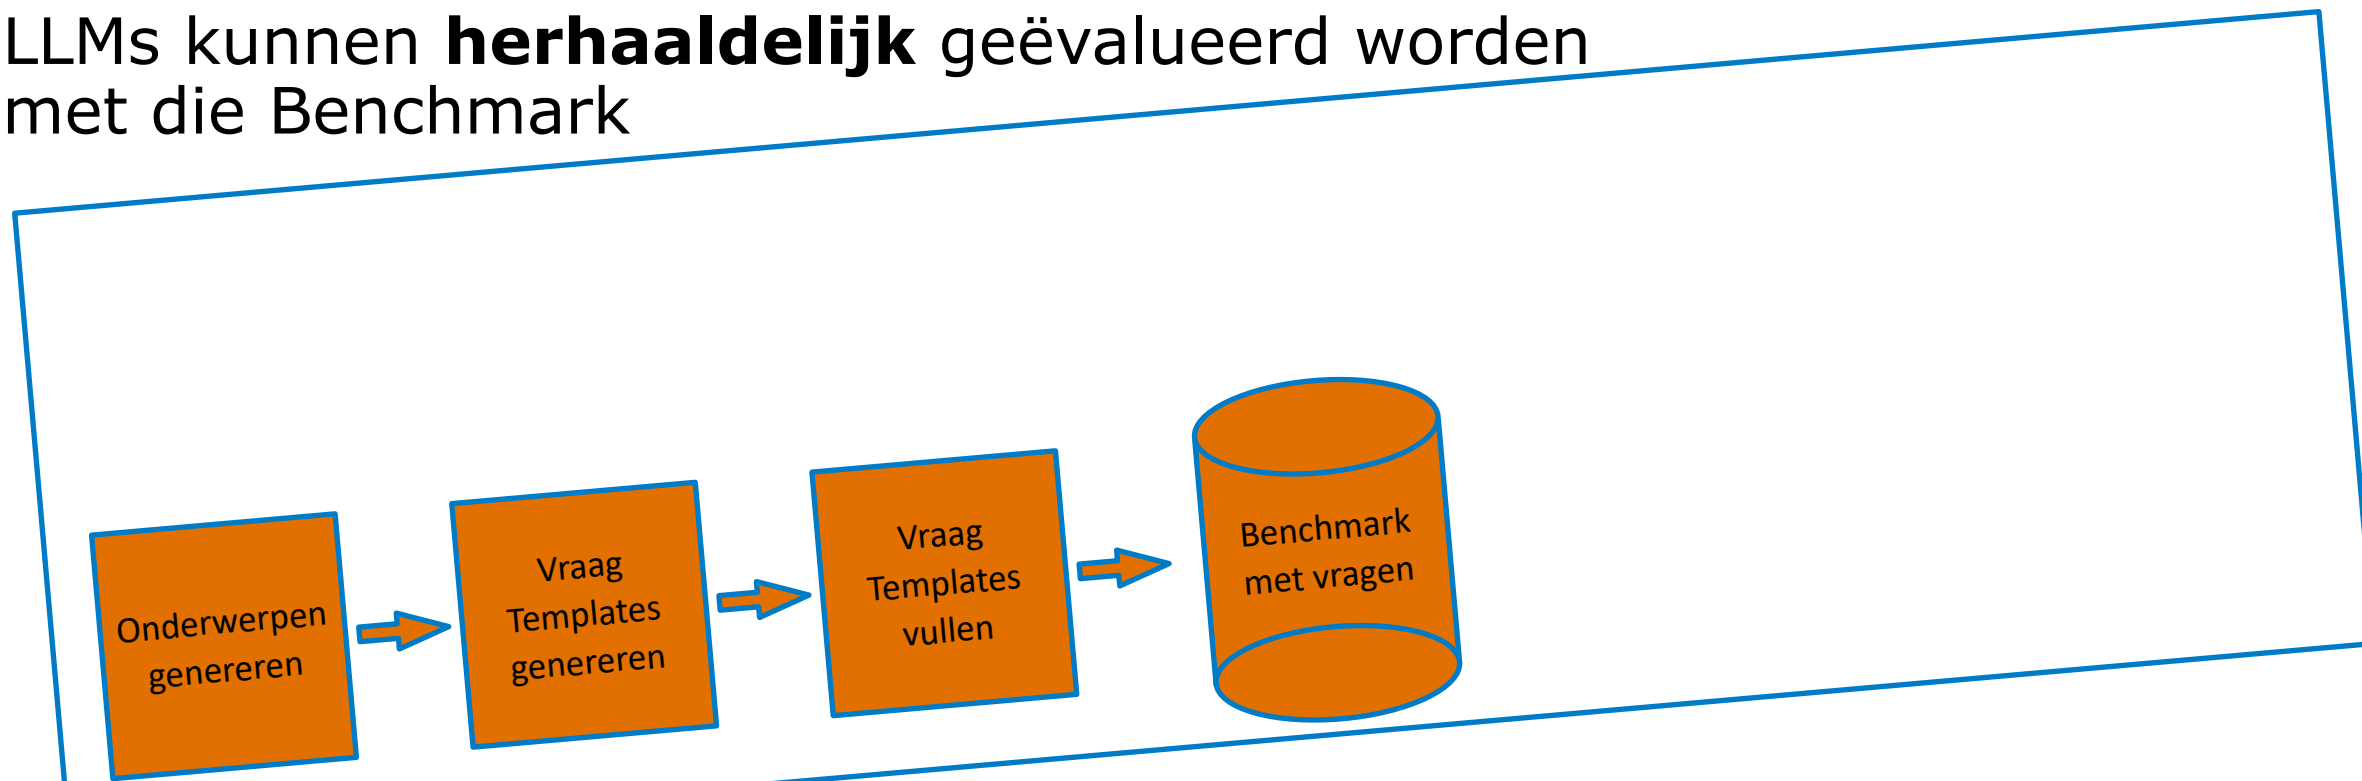 LLMs kunnen herhaaldelijk geëvalueerd worden
met die Benchmark
Onderwerpen
genereren
Vraag
Templates
genereren
Vraag
Templates
vullen
Benchmark
met vragen